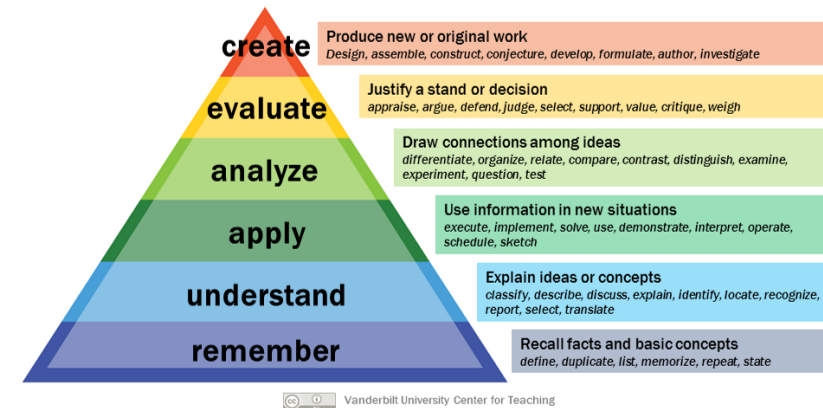 create
Produce new or original work
Design, assemble, construct, conjecture, develop, formulate, author, investigate
evaluate
Justify a stand or decision
appraise, argue, defend, judge, select, support, value, critique, weigh
analyze
Draw connections among ideas
differentiate, organize, relate, compare, contrast, distinguish, examine,
experiment, question, test
apply
Use information in new situations
execute, implement, solve, use, demonstrate, interpret, operate,
schedule, sketch
understand
Explain ideas or concepts
classify, describe, discuss, explain, identify, locate, recognize,
report, select, translate
remember
Recall facts and basic concepts
define, duplicate, list, memorize, repeat, state
cc Vanderbilt University Center for Teaching